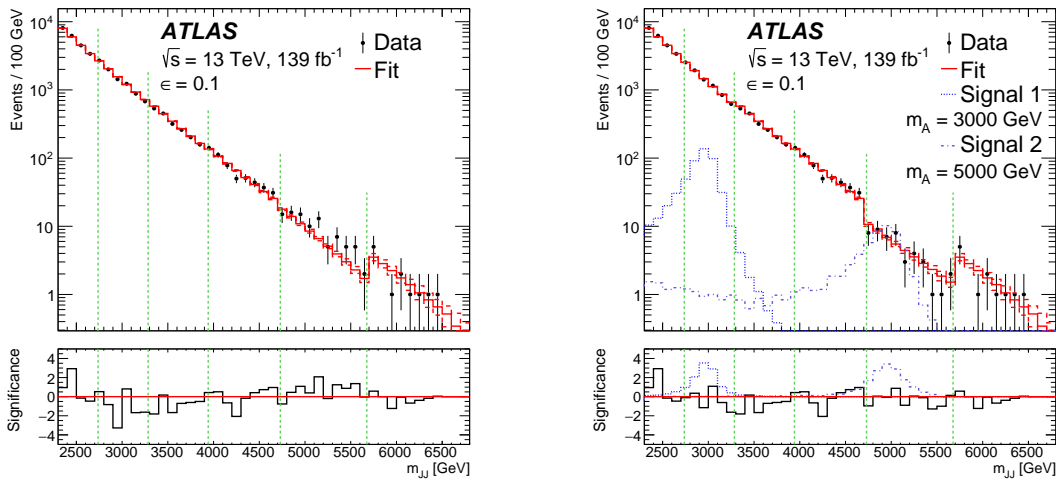 ATLAS
√s = 13 TeV, 139 fb⁻¹
ϵ = 0.1
Data
Fit
Events / 100 GeV
10⁴
10³
10²
10
1
Significance
4
2
0
−2
−4
2500 3000 3500 4000 4500 5000 5500 6000 6500
m_JJ [GeV]
ATLAS
√s = 13 TeV, 139 fb⁻¹
ϵ = 0.1
Data
Fit
Signal 1
m_A = 3000 GeV
Signal 2
m_A = 5000 GeV
Events / 100 GeV
10⁴
10³
10²
10
1
Significance
4
2
0
−2
−4
2500 3000 3500 4000 4500 5000 5500 6000 6500
m_JJ [GeV]